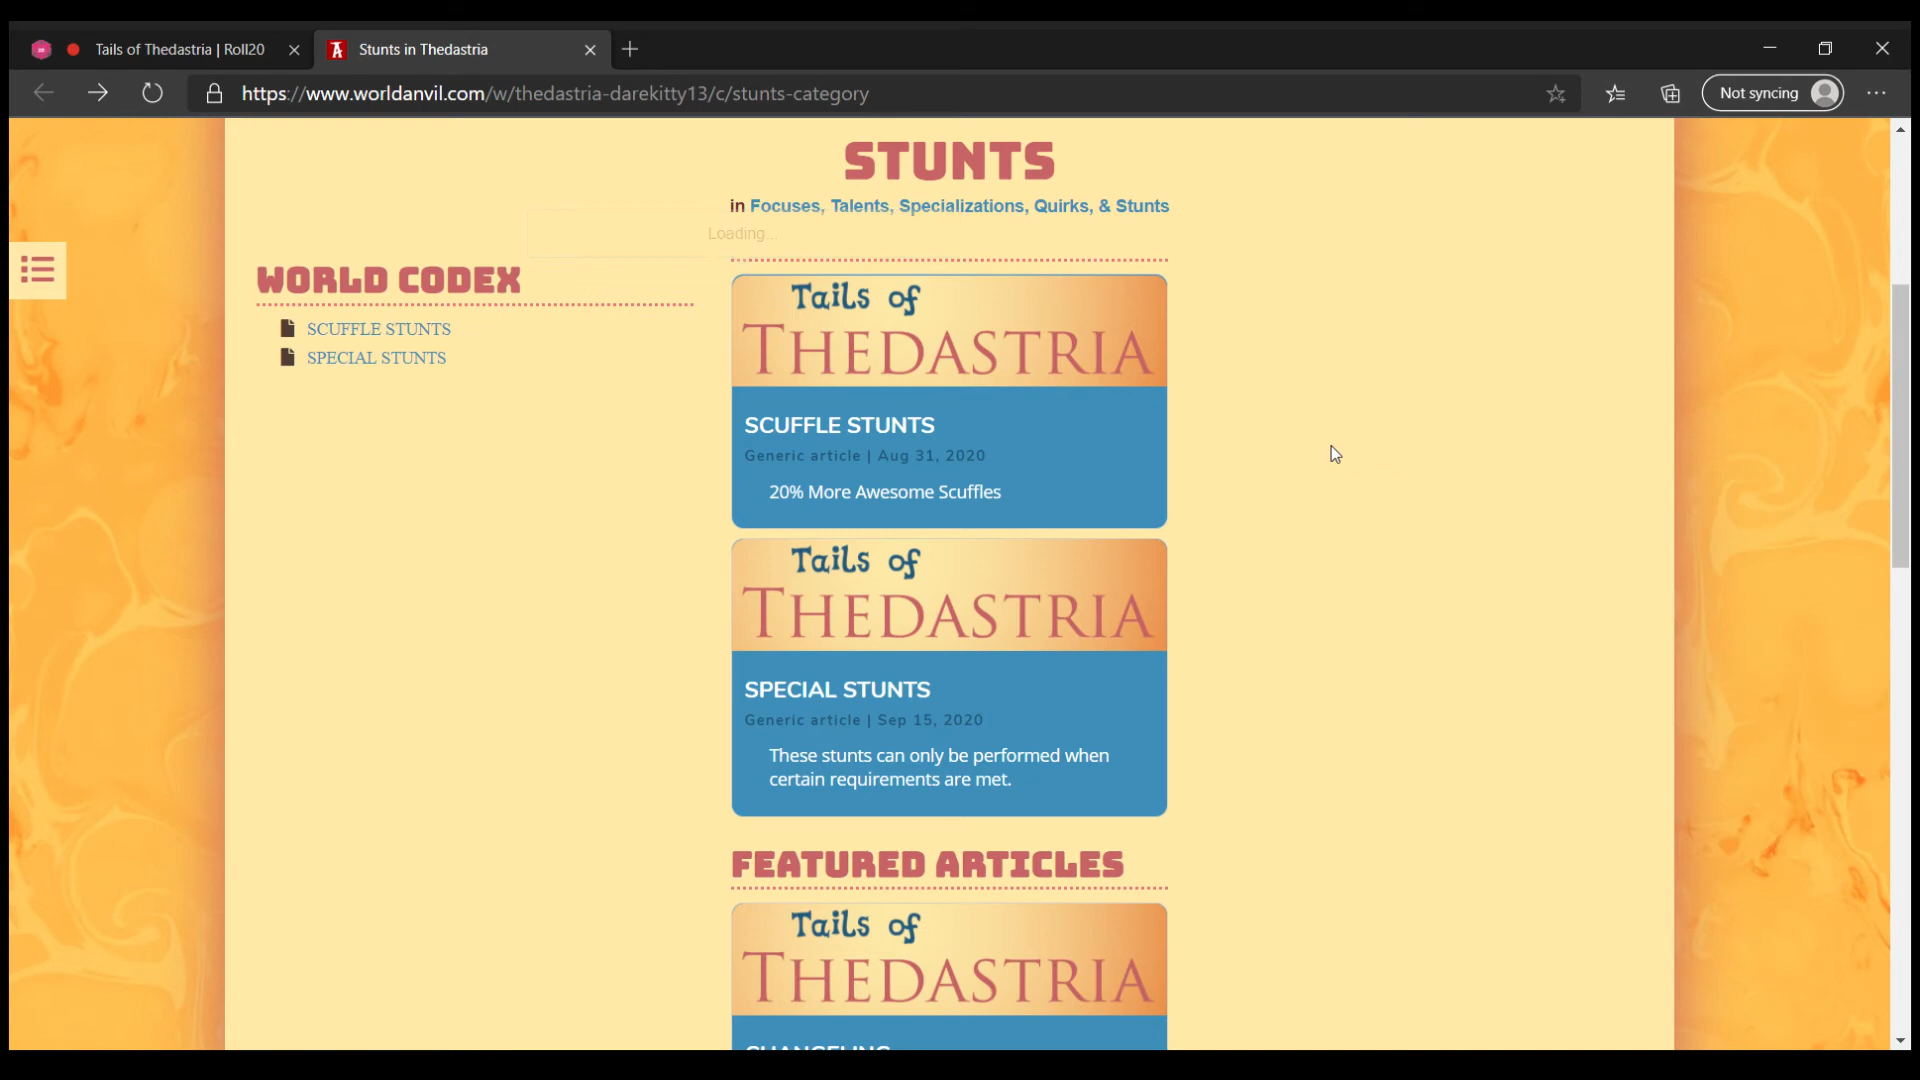 Tails of Thedastria | Roll20
Stunts in Thedastria
https://www.worldanvil.com/w/thedastria-darekitty13/c/stunts-category
Not syncing
STUNTS
in Focuses, Talents, Specializations, Quirks, & Stunts
Loading...
WORLD CODEX
SCUFFLE STUNTS
SPECIAL STUNTS
Tails of
THEDASTRIA
SCUFFLE STUNTS
Generic article | Aug 31, 2020
20% More Awesome Scuffles
Tails of
THEDASTRIA
SPECIAL STUNTS
Generic article | Sep 15, 2020
These stunts can only be performed when
certain requirements are met.
FEATURED ARTICLES
Tails of
THEDASTRIA
CHANGELING